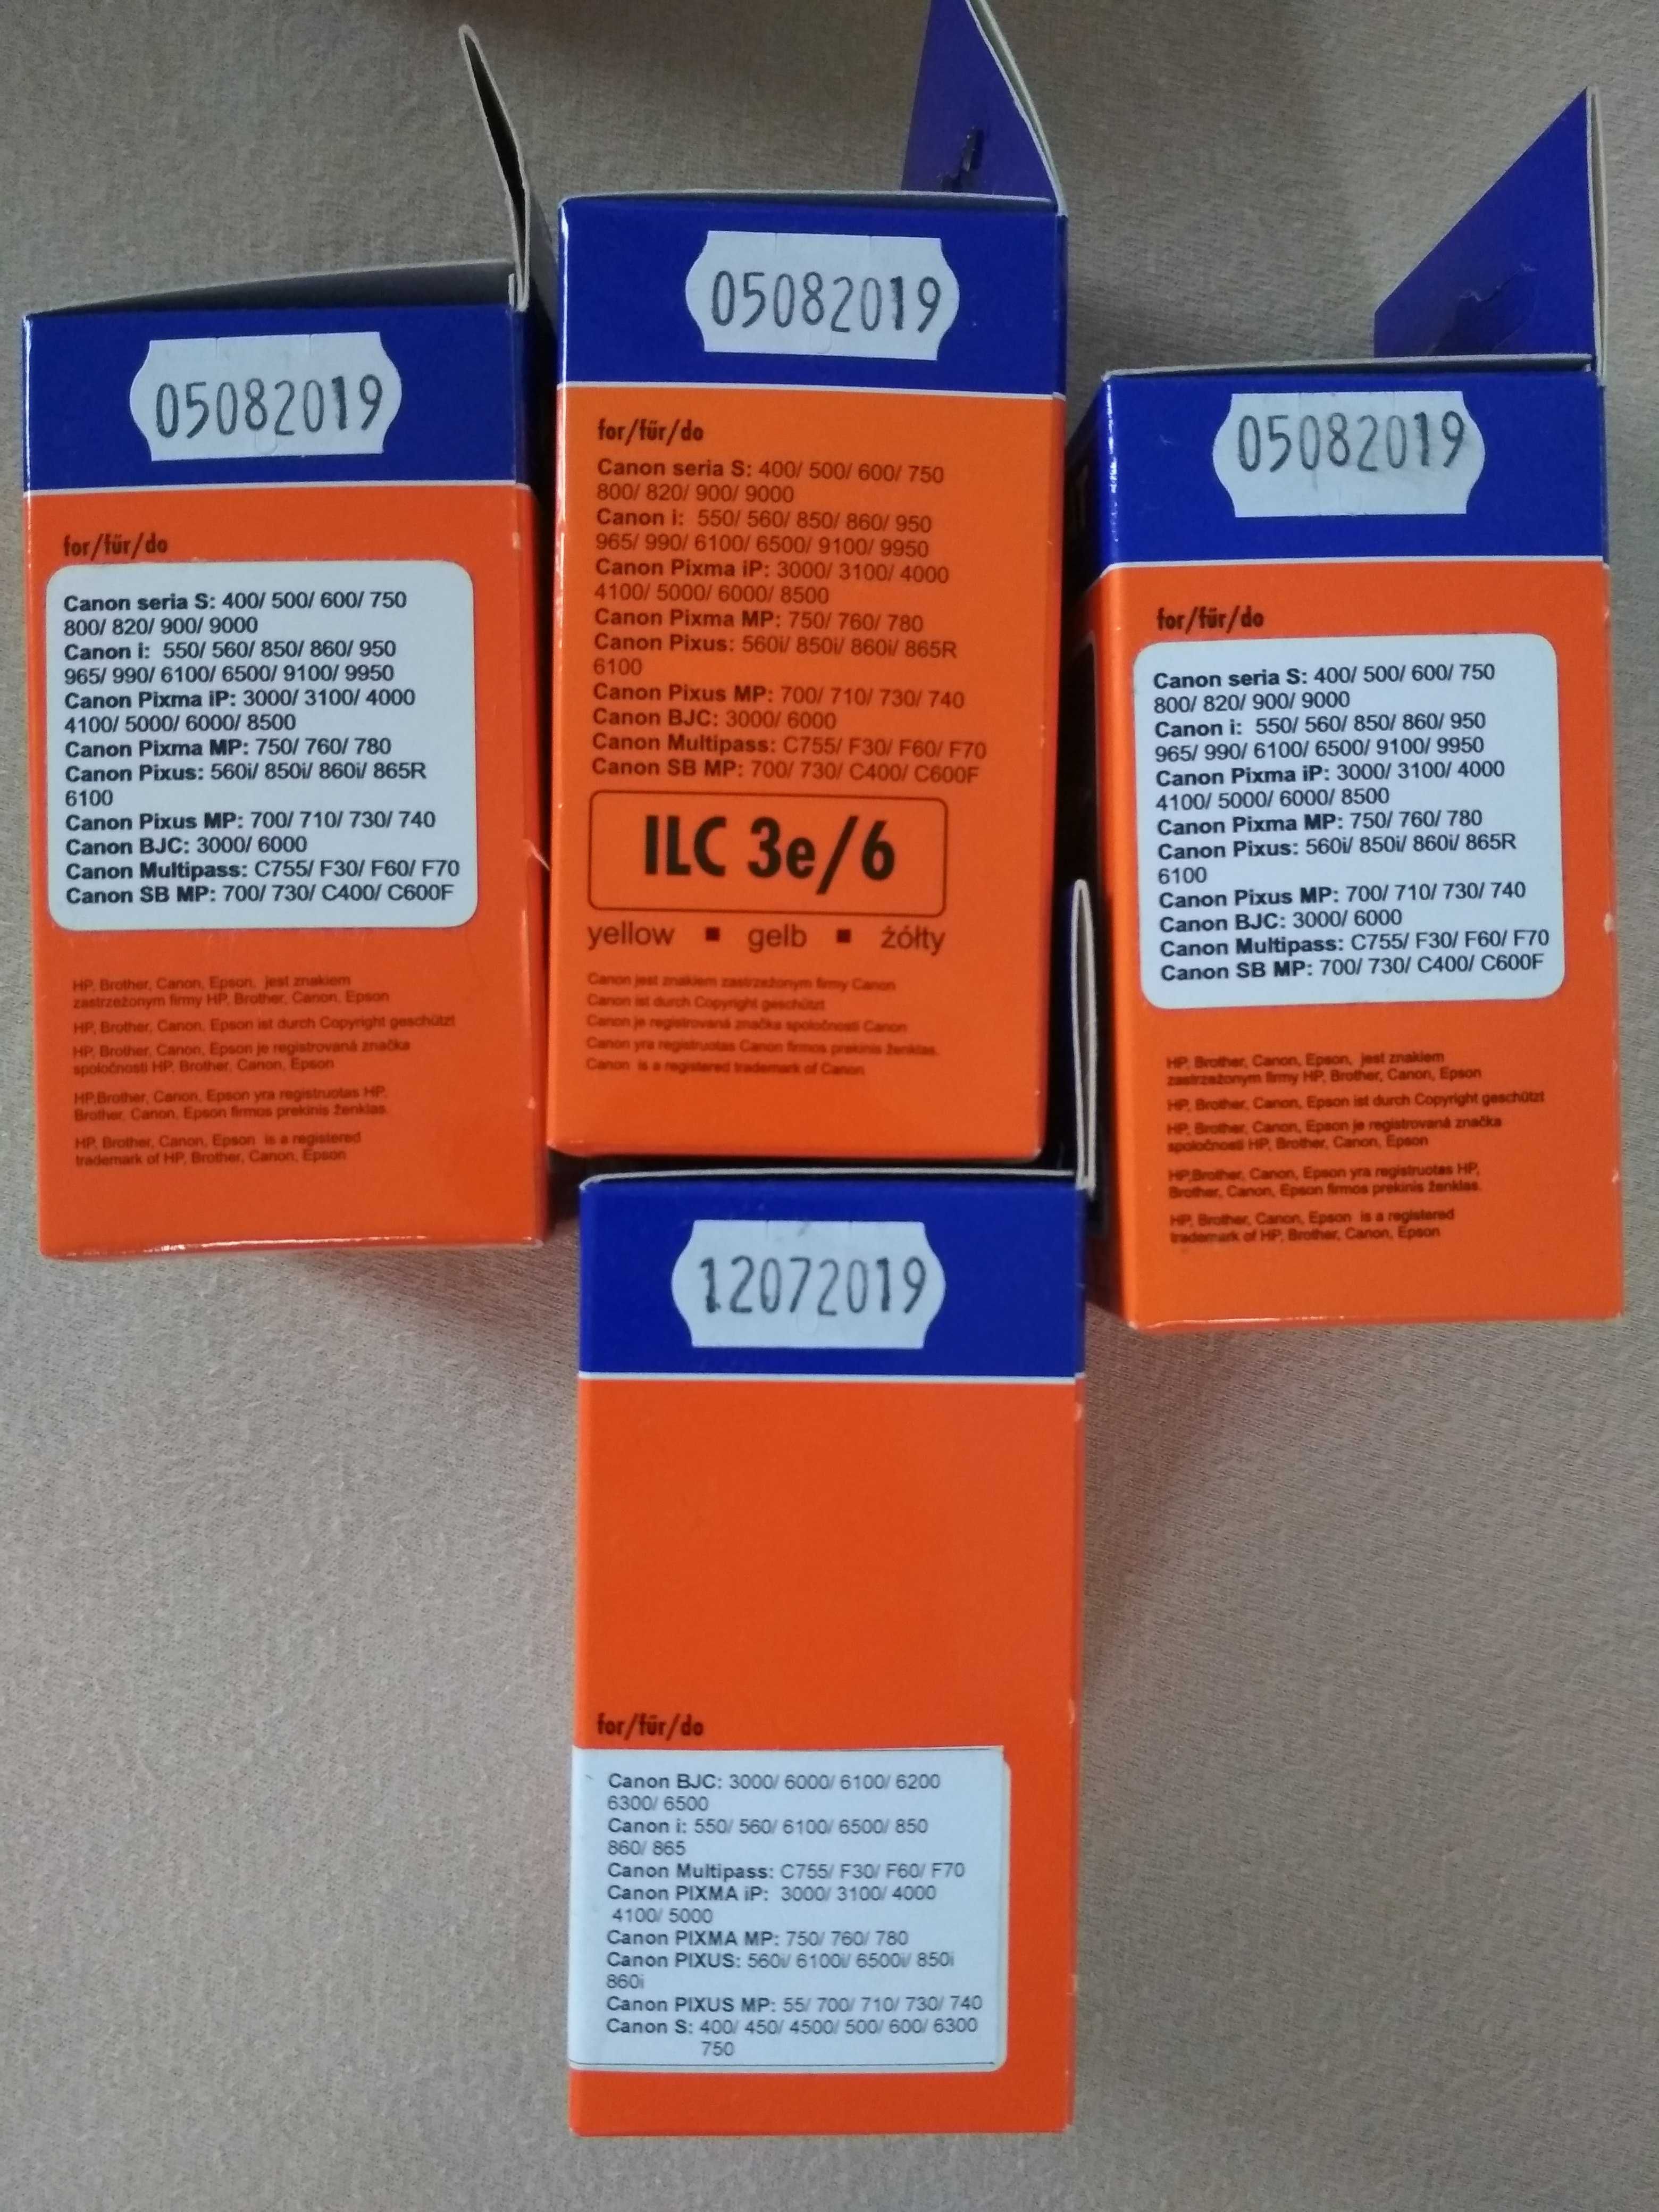 05082019
for/für/do
Canon seria S: 400/ 500/ 600/ 750
800/ 820/ 900/ 9000
Canon i: 550/ 560/ 850/ 860/ 950
965/ 990/ 6100/ 6500/ 9100/ 9950
Canon Pixma iP: 3000/ 3100/ 4000
4100/ 5000/ 6000/ 8500
Canon Pixma MP: 750/ 760/ 780
Canon Pixus: 560i/ 850i/ 860i/ 865R
6100
Canon Pixus MP: 700/ 710/ 730/ 740
Canon BJC: 3000/ 6000
Canon Multipass: C755/ F30/ F60/ F70
Canon SB MP: 700/ 730/ C400/ C600F
HP, Brother, Canon, Epson, jest znakiem
zastrzeżonym firmy HP, Brother, Canon, Epson
HP, Brother, Canon, Epson ist durch Copyright geschützt
HP, Brother, Canon, Epson je registrovaná značka
spoločnosti HP, Brother, Canon, Epson
HP,Brother, Canon, Epson yra registruotas HP,
Brother, Canon, Epson firmos prekinis ženklas.
HP, Brother, Canon, Epson is a registered
trademark of HP, Brother, Canon, Epson
05082019
for/für/do
Canon seria S: 400/ 500/ 600/ 750
800/ 820/ 900/ 9000
Canon i: 550/ 560/ 850/ 860/ 950
965/ 990/ 6100/ 6500/ 9100/ 9950
Canon Pixma iP: 3000/ 3100/ 4000
4100/ 5000/ 6000/ 8500
Canon Pixma MP: 750/ 760/ 780
Canon Pixus: 560i/ 850i/ 860i/ 865R
6100
Canon Pixus MP: 700/ 710/ 730/ 740
Canon BJC: 3000/ 6000
Canon Multipass: C755/ F30/ F60/ F70
Canon SB MP: 700/ 730/ C400/ C600F
ILC 3e/6
yellow ■ gelb ■ żółty
Canon jest znakiem zastrzeżonym firmy Canon
Canon ist durch Copyright geschützt
Canon je registrovaná značka spoločnosti Canon
Canon yra registruotas Canon firmos prekinis ženklas.
Canon is a registered trademark of Canon
05082019
for/für/do
Canon seria S: 400/ 500/ 600/ 750
800/ 820/ 900/ 9000
Canon i: 550/ 560/ 850/ 860/ 950
965/ 990/ 6100/ 6500/ 9100/ 9950
Canon Pixma iP: 3000/ 3100/ 4000
4100/ 5000/ 6000/ 8500
Canon Pixma MP: 750/ 760/ 780
Canon Pixus: 560i/ 850i/ 860i/ 865R
6100
Canon Pixus MP: 700/ 710/ 730/ 740
Canon BJC: 3000/ 6000
Canon Multipass: C755/ F30/ F60/ F70
Canon SB MP: 700/ 730/ C400/ C600F
HP, Brother, Canon, Epson, jest znakiem
zastrzeżonym firmy HP, Brother, Canon, Epson
HP, Brother, Canon, Epson ist durch Copyright geschützt
HP, Brother, Canon, Epson je registrovaná značka
spoločnosti HP, Brother, Canon, Epson
HP,Brother, Canon, Epson yra registruotas HP,
Brother, Canon, Epson firmos prekinis ženklas.
HP, Brother, Canon, Epson is a registered
trademark of HP, Brother, Canon, Epson
12072019
for/für/do
Canon BJC: 3000/ 6000/ 6100/ 6200
6300/ 6500
Canon i: 550/ 560/ 6100/ 6500/ 850
860/ 865
Canon Multipass: C755/ F30/ F60/ F70
Canon PIXMA iP: 3000/ 3100/ 4000
4100/ 5000
Canon PIXMA MP: 750/ 760/ 780
Canon PIXUS: 560i/ 6100i/ 6500i/ 850i
860i
Canon PIXUS MP: 55/ 700/ 710/ 730/ 740
Canon S: 400/ 450/ 4500/ 500/ 600/ 6300
750